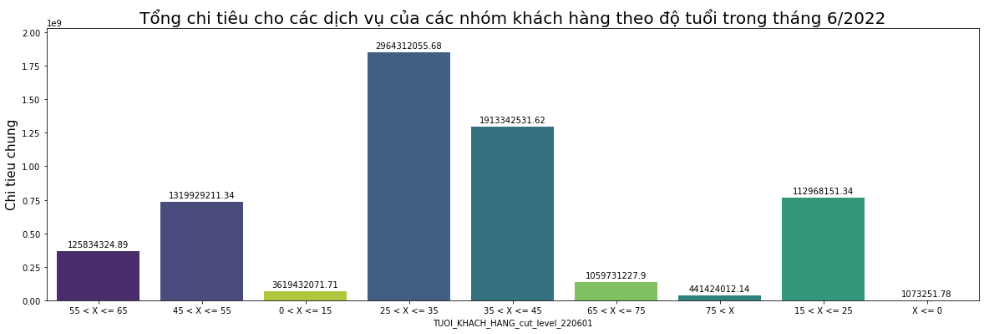 Tổng chi tiêu cho các dịch vụ của các nhóm khách hàng theo độ tuổi trong tháng 6/2022
1e9
Chi tieu chung
2.00
1.75
1.50
1.25
1.00
0.75
0.50
0.25
0.00
125834324.89
1319929211.34
3619432071.71
2964312055.68
1913342531.62
1059731227.9
441424012.14
112968151.34
1073251.78
55 < X <= 65
45 < X <= 55
0 < X <= 15
25 < X <= 35
35 < X <= 45
65 < X <= 75
75 < X
15 < X <= 25
X <= 0
TUOI_KHACH_HANG_cut_level_220601